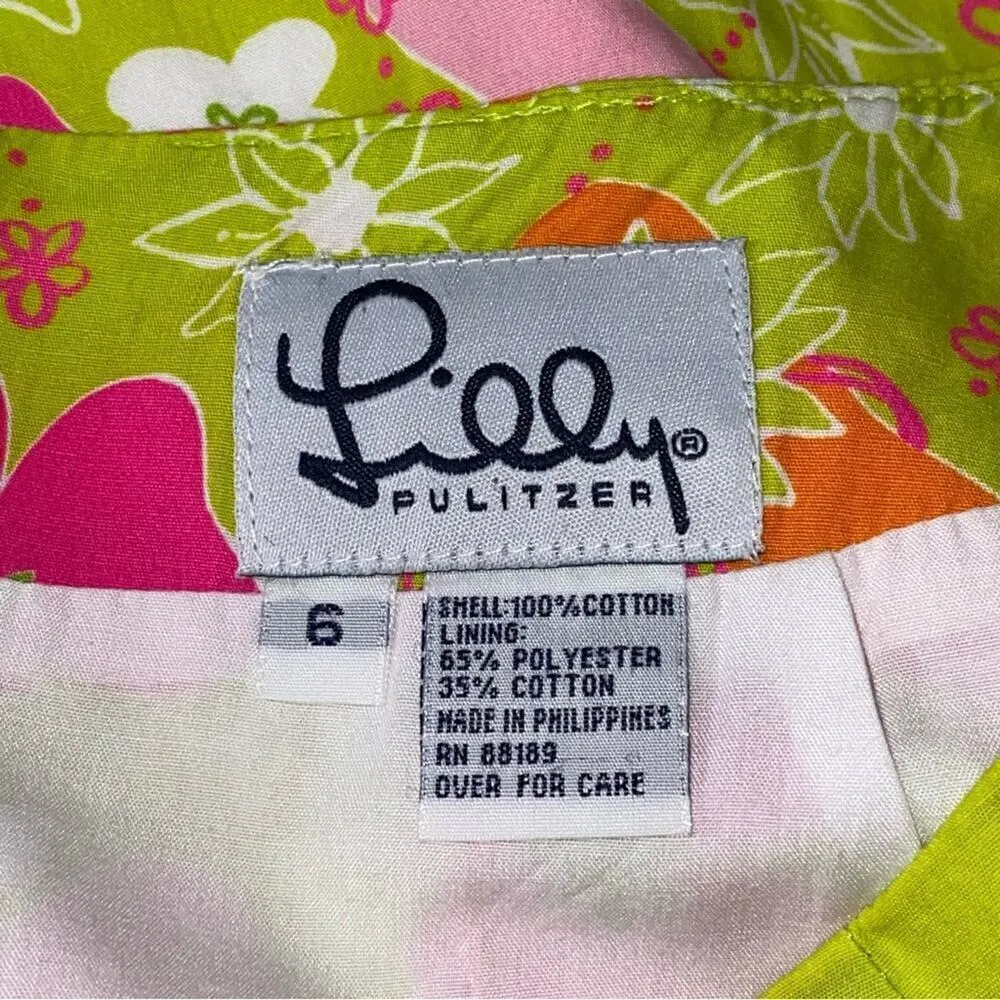 Lilly®
PULITZER
6
SHELL:100%COTTON
LINING:
65% POLYESTER
35% COTTON
MADE IN PHILIPPINES
RN 88189
OVER FOR CARE